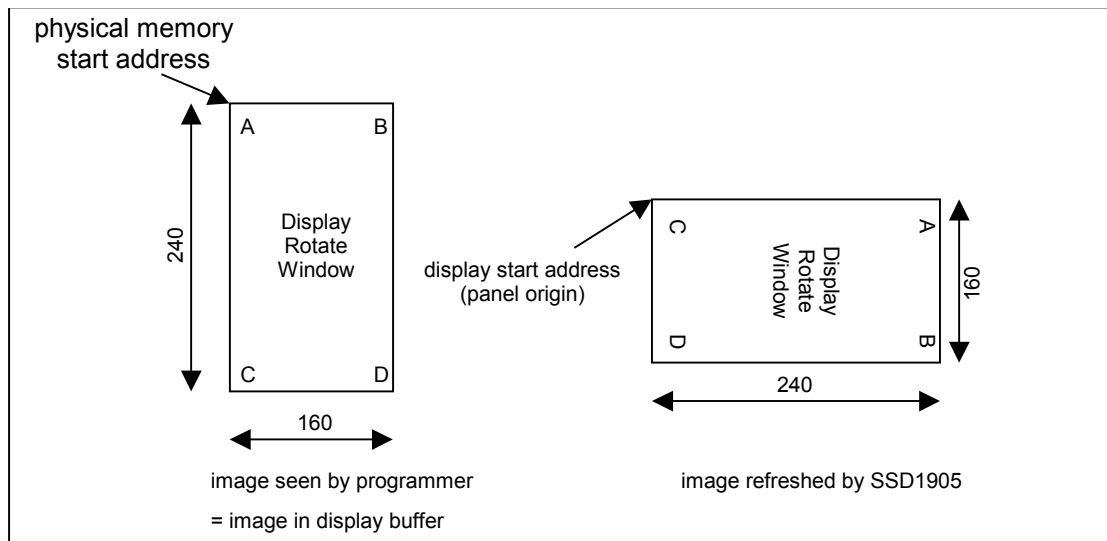 physical memory
start address
A
B
240
Display
Rotate
Window
C
D
160
image seen by programmer
= image in display buffer
display start address
(panel origin)
C
A
Display
Rotate
Window
160
D
B
240
image refreshed by SSD1905